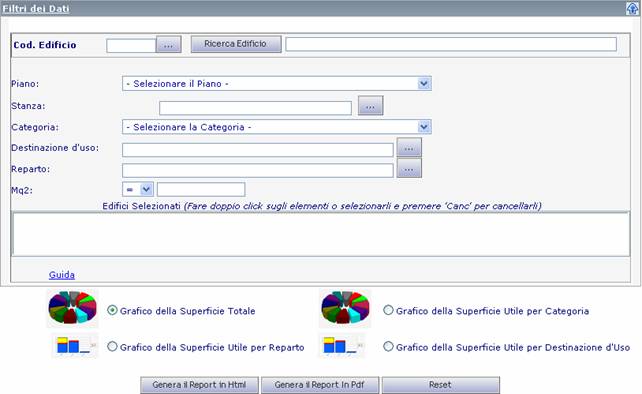 Filtri dei Dati
Cod. Edificio ... Ricerca Edificio
Piano: - Selezionare il Piano -
Stanza: ...
Categoria: - Selezionare la Categoria -
Destinazione d'uso: ...
Reparto: ...
Mq2: =
Edifici Selezionati (Fare doppio click sugli elementi o selezionarli e premere 'Canc' per cancellarli)
Guida
Grafico della Superficie Totale Grafico della Superficie Utile per Categoria
Grafico della Superficie Utile per Reparto Grafico della Superficie Utile per Destinazione d'Uso
Genera il Report in Html Genera il Report In Pdf Reset